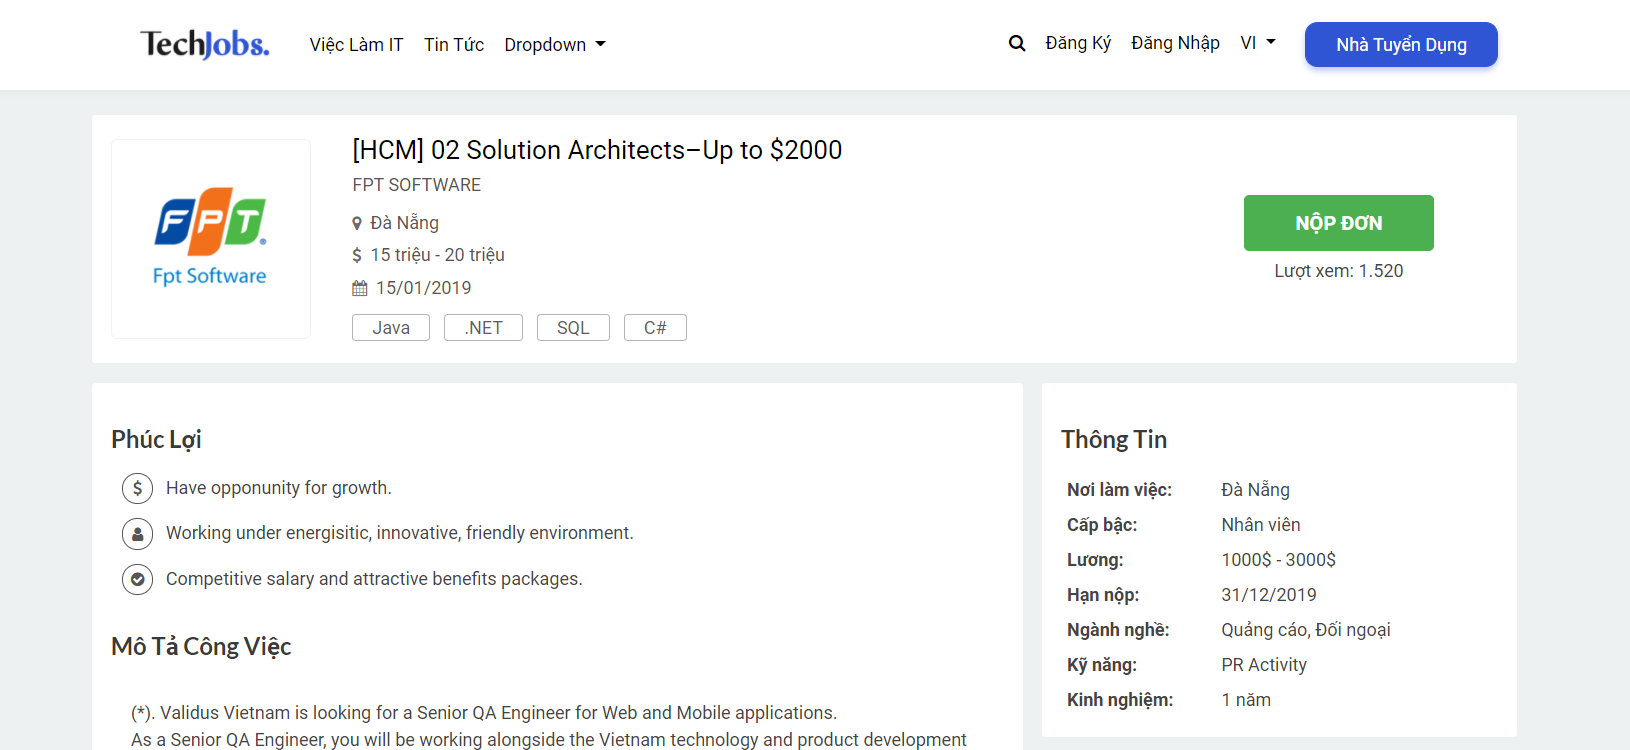 TechJobs.
Việc Làm IT
Tin Tức
Dropdown
Đăng Ký
Đăng Nhập
VI
Nhà Tuyển Dụng
FPT
Fpt Software
[HCM] 02 Solution Architects–Up to $2000
FPT SOFTWARE
Đà Nẵng
$ 15 triệu - 20 triệu
15/01/2019
Java
.NET
SQL
C#
NỘP ĐƠN
Lượt xem: 1.520
Phúc Lợi
$ Have opponunity for growth.
Working under energisitic, innovative, friendly environment.
Competitive salary and attractive benefits packages.
Mô Tả Công Việc
(*). Validus Vietnam is looking for a Senior QA Engineer for Web and Mobile applications.
As a Senior QA Engineer, you will be working alongside the Vietnam technology and product development
Thông Tin
Nơi làm việc: Đà Nẵng
Cấp bậc: Nhân viên
Lương: 1000$ - 3000$
Hạn nộp: 31/12/2019
Ngành nghề: Quảng cáo, Đối ngoại
Kỹ năng: PR Activity
Kinh nghiệm: 1 năm